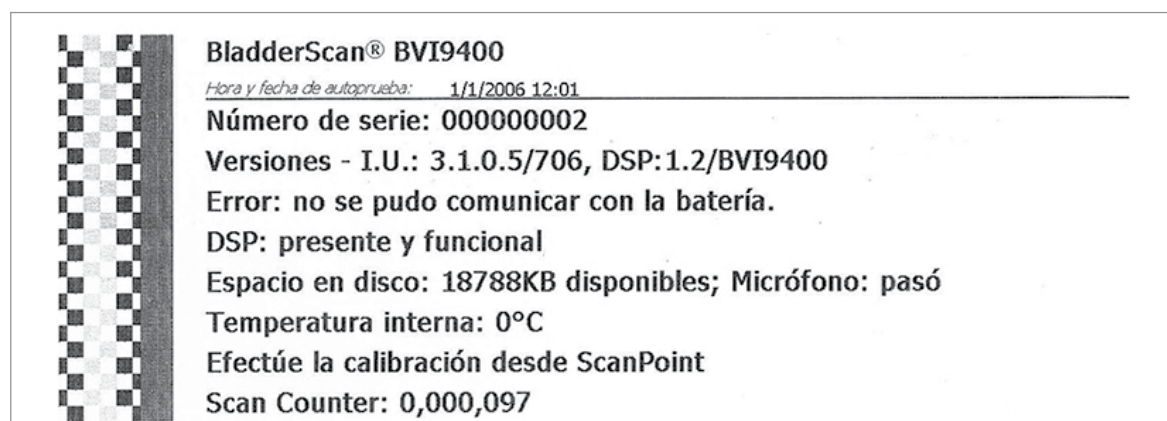 BladderScan® BVI9400
Hora y fecha de autoprueba: 1/1/2006 12:01
Número de serie: 000000002
Versiones - I.U.: 3.1.0.5/706, DSP:1.2/BVI9400
Error: no se pudo comunicar con la batería.
DSP: presente y funcional
Espacio en disco: 18788KB disponibles; Micrófono: pasó
Temperatura interna: 0°C
Efectúe la calibración desde ScanPoint
Scan Counter: 0,000,097